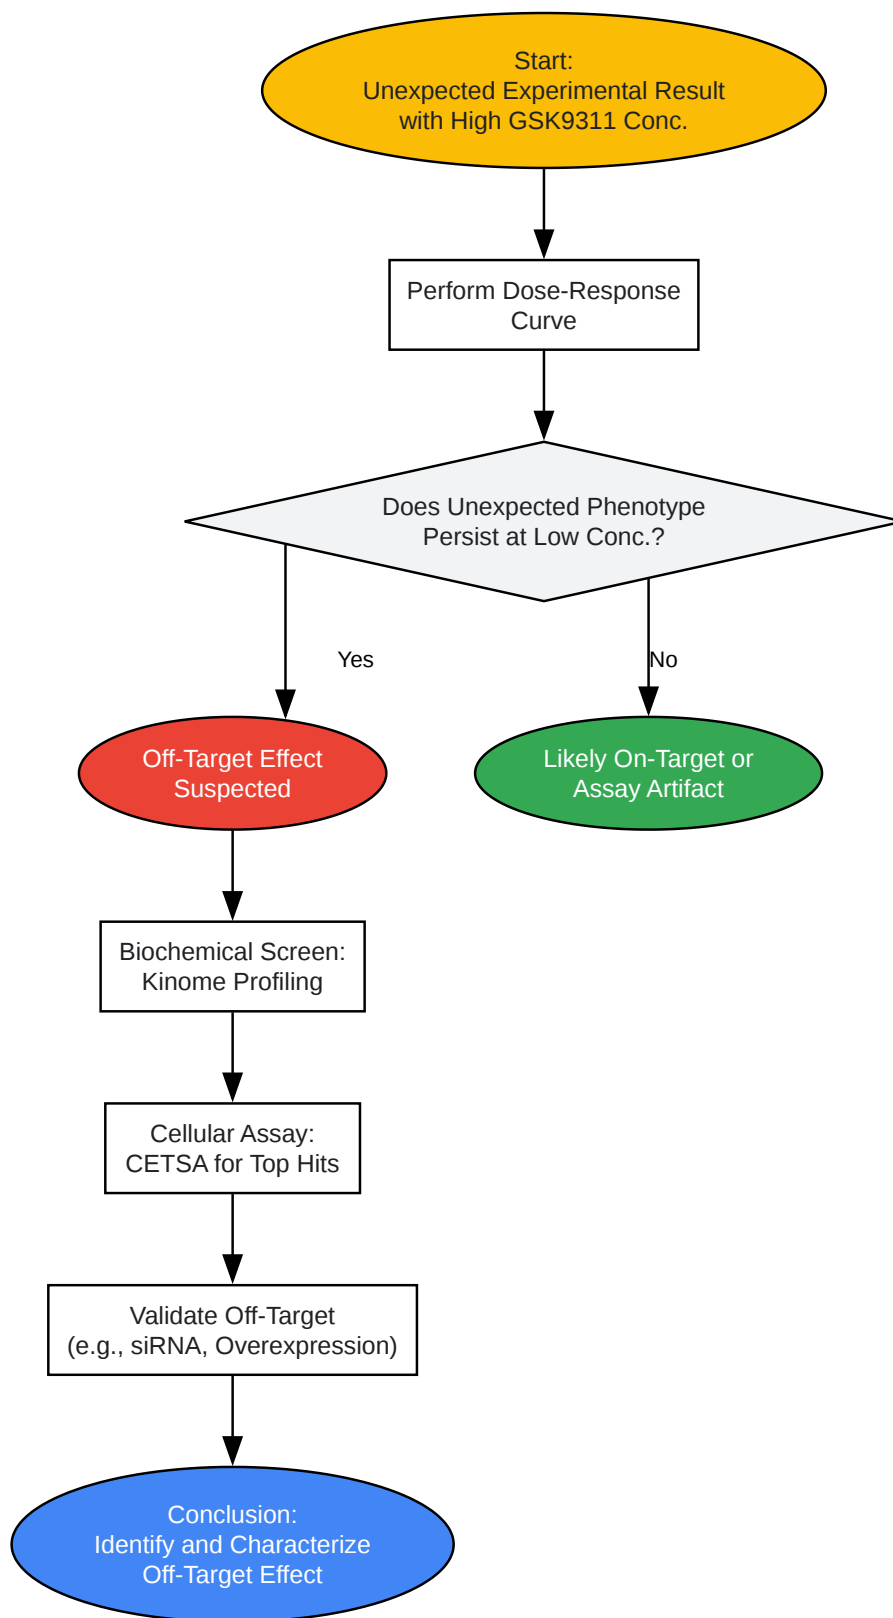 Start:
Unexpected Experimental Result
with High GSK9311 Conc.
Perform Dose-Response
Curve
Does Unexpected Phenotype
Persist at Low Conc.?
Yes
No
Off-Target Effect
Suspected
Likely On-Target or
Assay Artifact
Biochemical Screen:
Kinome Profiling
Cellular Assay:
CETSA for Top Hits
Validate Off-Target
(e.g., siRNA, Overexpression)
Conclusion:
Identify and Characterize
Off-Target Effect